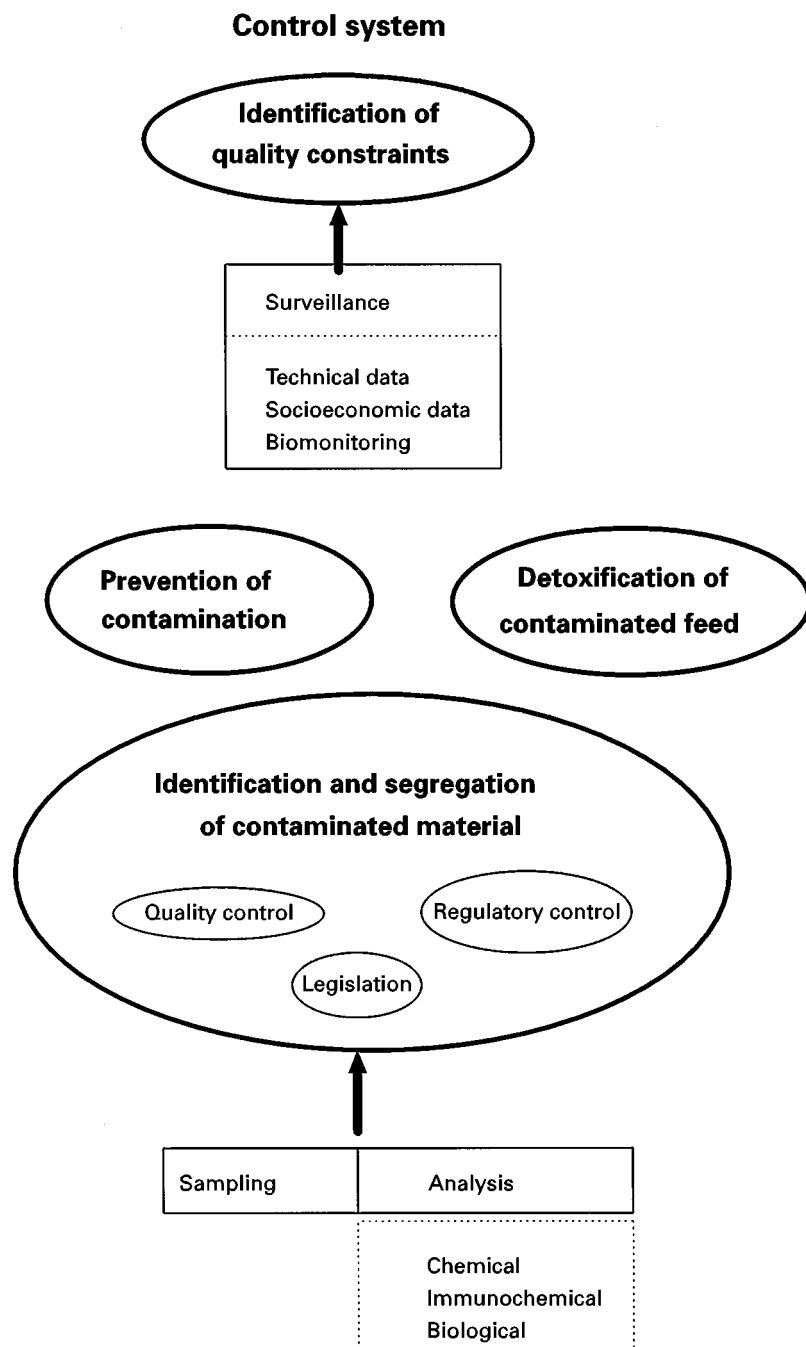 Control system
Identification of
quality constraints
Surveillance
Technical data
Socioeconomic data
Biomonitoring
Prevention of
contamination
Detoxification of
contaminated feed
Identification and segregation
of contaminated material
Quality control
Regulatory control
Legislation
Sampling
Analysis
Chemical
Immunochemical
Biological